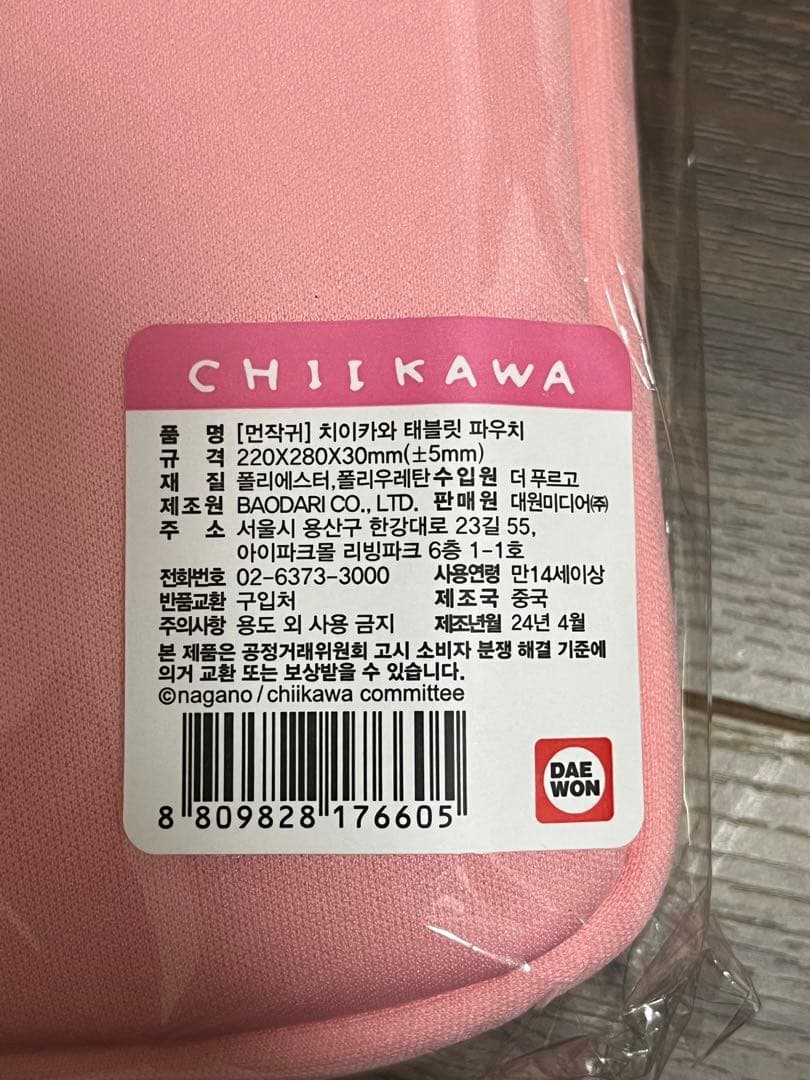 CHIIKAWA
품 명 [먼작귀] 치이카와 태블릿 파우치
규 격 220X280X30mm(±5mm)
재 질 폴리에스터,폴리우레탄 수입원 더 푸르고
제조원 BAODARI CO., LTD. 판매원 대원미디어㈜
주 소 서울시 용산구 한강대로 23길 55,
아이파크몰 리빙파크 6층 1-1호
전화번호 02-6373-3000 사용연령 만14세이상
반품교환 구입처 제조국 중국
주의사항 용도 외 사용 금지 제조년월 24년 4월
본 제품은 공정거래위원회 고시 소비자 분쟁 해결 기준에
의거 교환 또는 보상받을 수 있습니다.
©nagano / chiikawa committee
8 809828 176605
DAE
WON